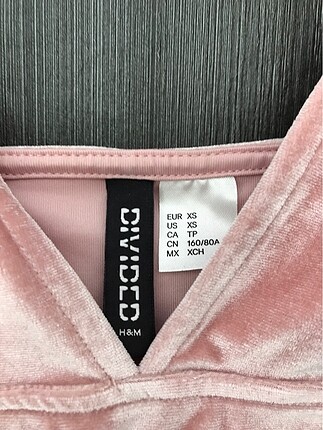 DIVIDED
H&M
EUR XS
US XS
CA TP
CN 160/80A
MX XCH